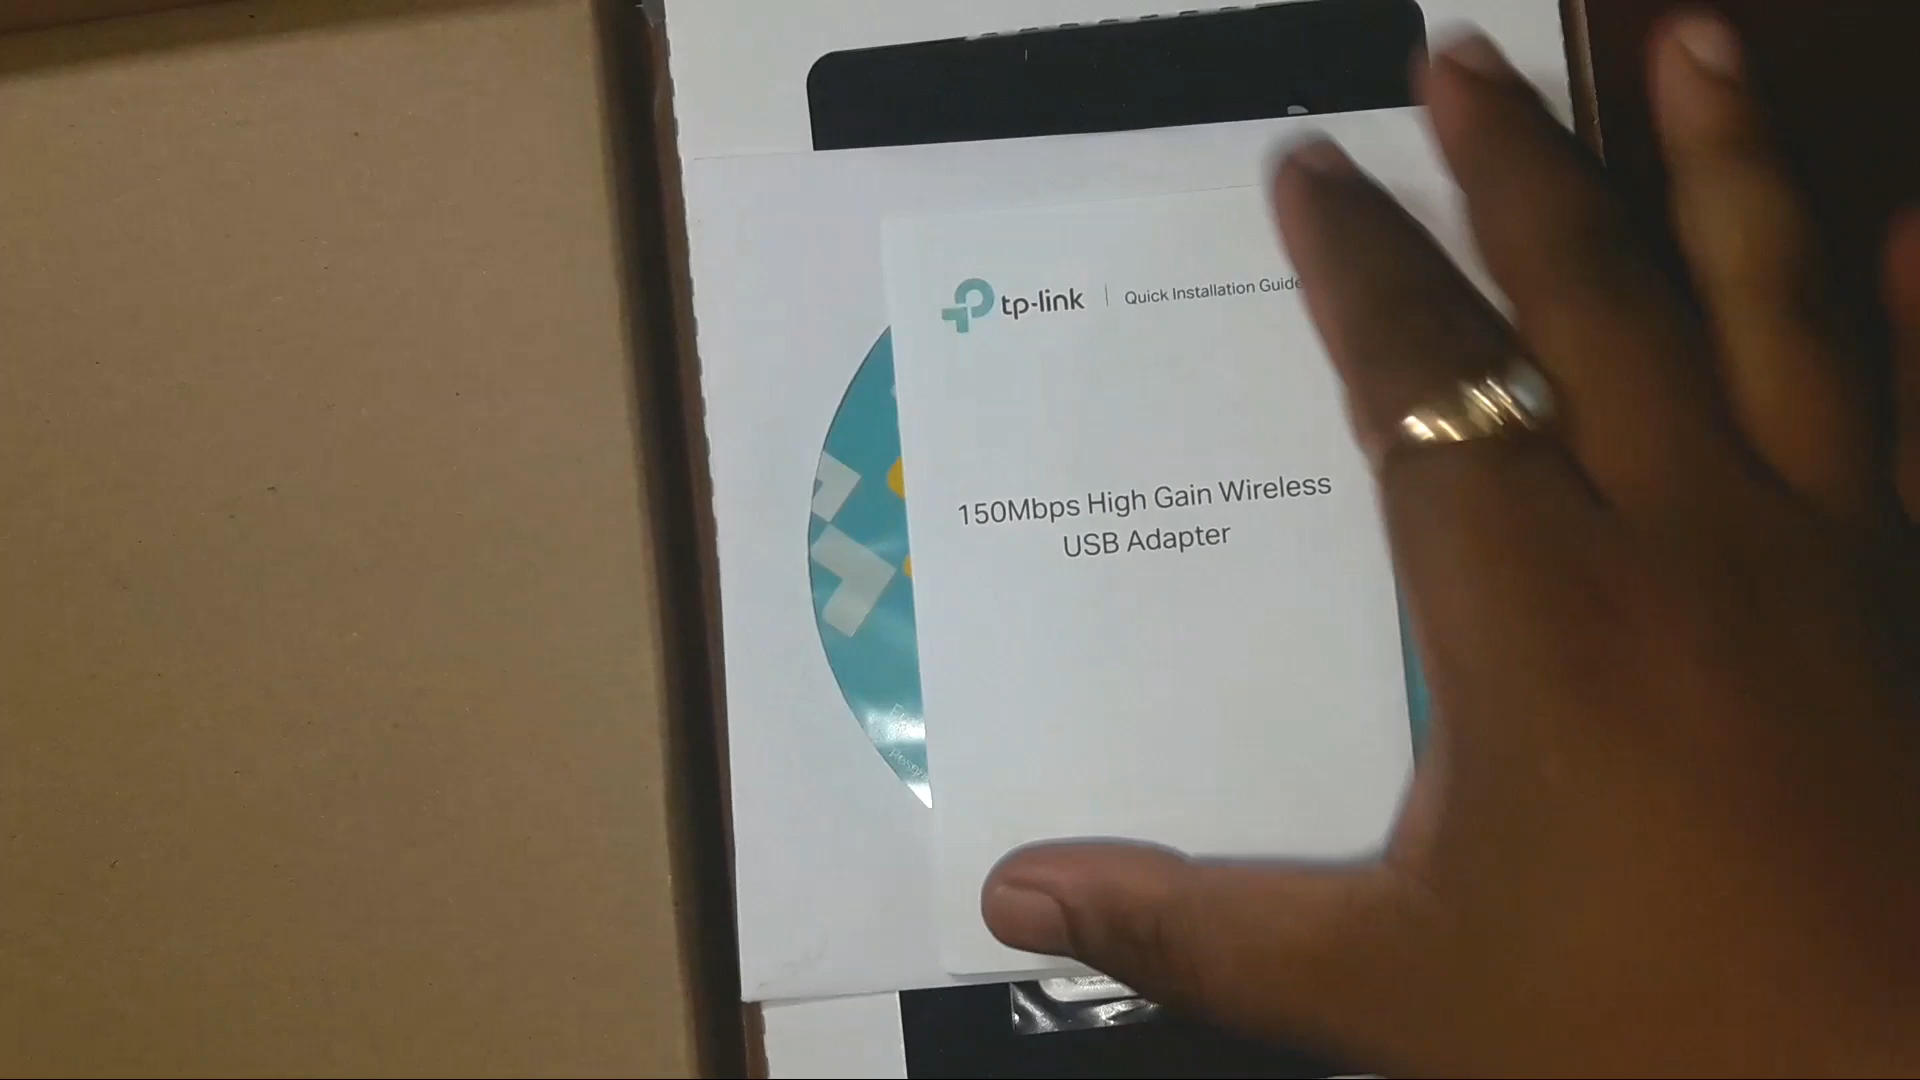 tp-link | Quick Installation Guide
150Mbps High Gain Wireless
USB Adapter